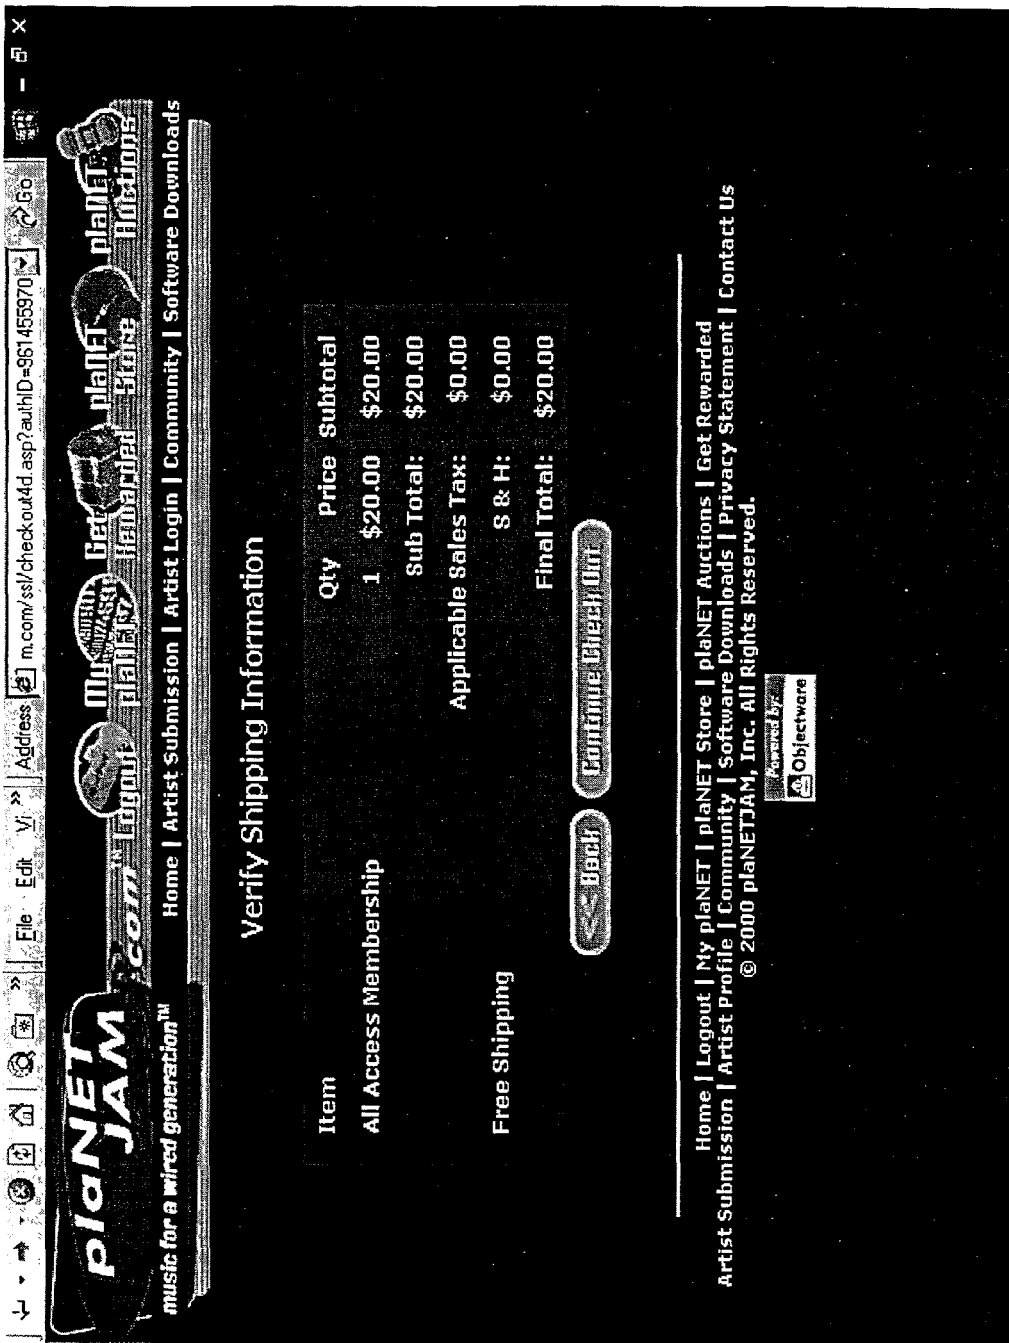 File Edit Vi » Address m.com/ssl/checkout4d.asp?authID=961455970 Go
plaNET JAM .com™
Logout
My plaNET
Get Rewarded
plaNET Store
plaNET Auctions
music for a wired generation™
Home | Artist Submission | Artist Login | Community | Software Downloads
Verify Shipping Information
Item Qty Price Subtotal
All Access Membership 1 $20.00 $20.00
Sub Total: $20.00
Applicable Sales Tax: $0.00
Free Shipping S & H: $0.00
Final Total: $20.00
<< Back Continue Check Out
Home | Logout | My plaNET | plaNET Store | plaNET Auctions | Get Rewarded
Artist Submission | Artist Profile | Community | Software Downloads | Privacy Statement | Contact Us
© 2000 plaNETJAM, Inc. All Rights Reserved.
Powered by:
Objectware